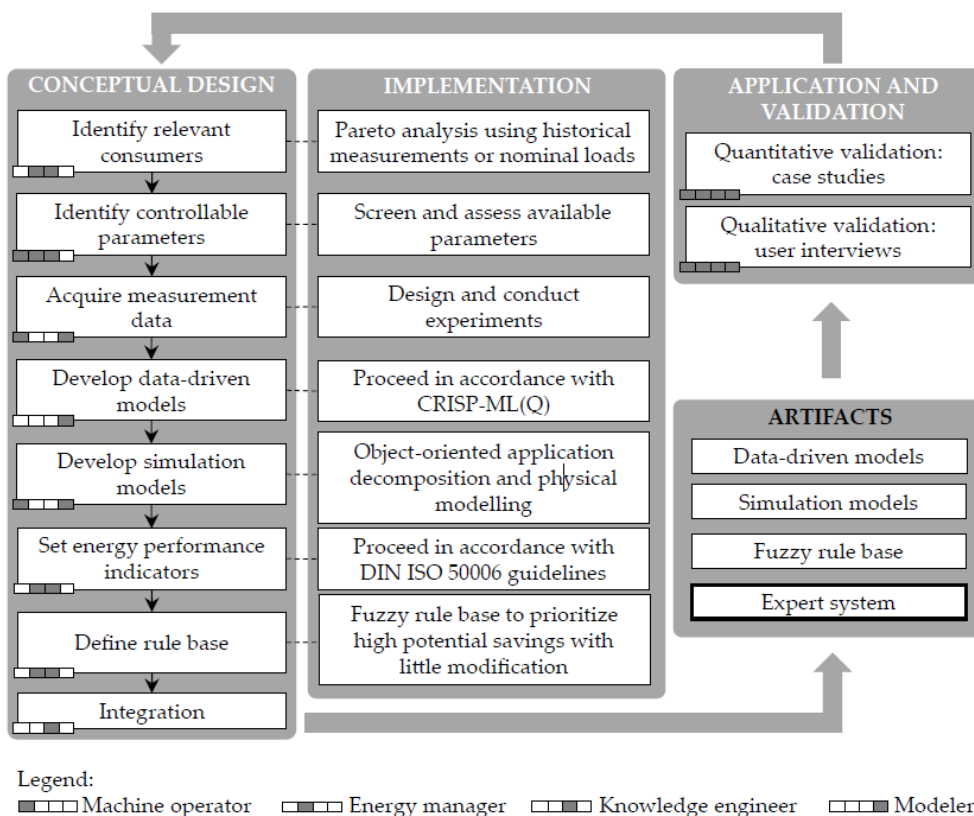 CONCEPTUAL DESIGN
Identify relevant
consumers
Identify controllable
parameters
Acquire measurement
data
Develop data-driven
models
Develop simulation
models
Set energy performance
indicators
Define rule base
Integration
IMPLEMENTATION
Pareto analysis using historical
measurements or nominal loads
Screen and assess available
parameters
Design and conduct
experiments
Proceed in accordance with
CRISP-ML(Q)
Object-oriented application
decomposition and physical
modelling
Proceed in accordance with
DIN ISO 50006 guidelines
Fuzzy rule base to prioritize
high potential savings with
little modification
APPLICATION AND
VALIDATION
Quantitative validation:
case studies
Qualitative validation:
user interviews
ARTIFACTS
Data-driven models
Simulation models
Fuzzy rule base
Expert system
Legend:
Machine operator
Energy manager
Knowledge engineer
Modeler